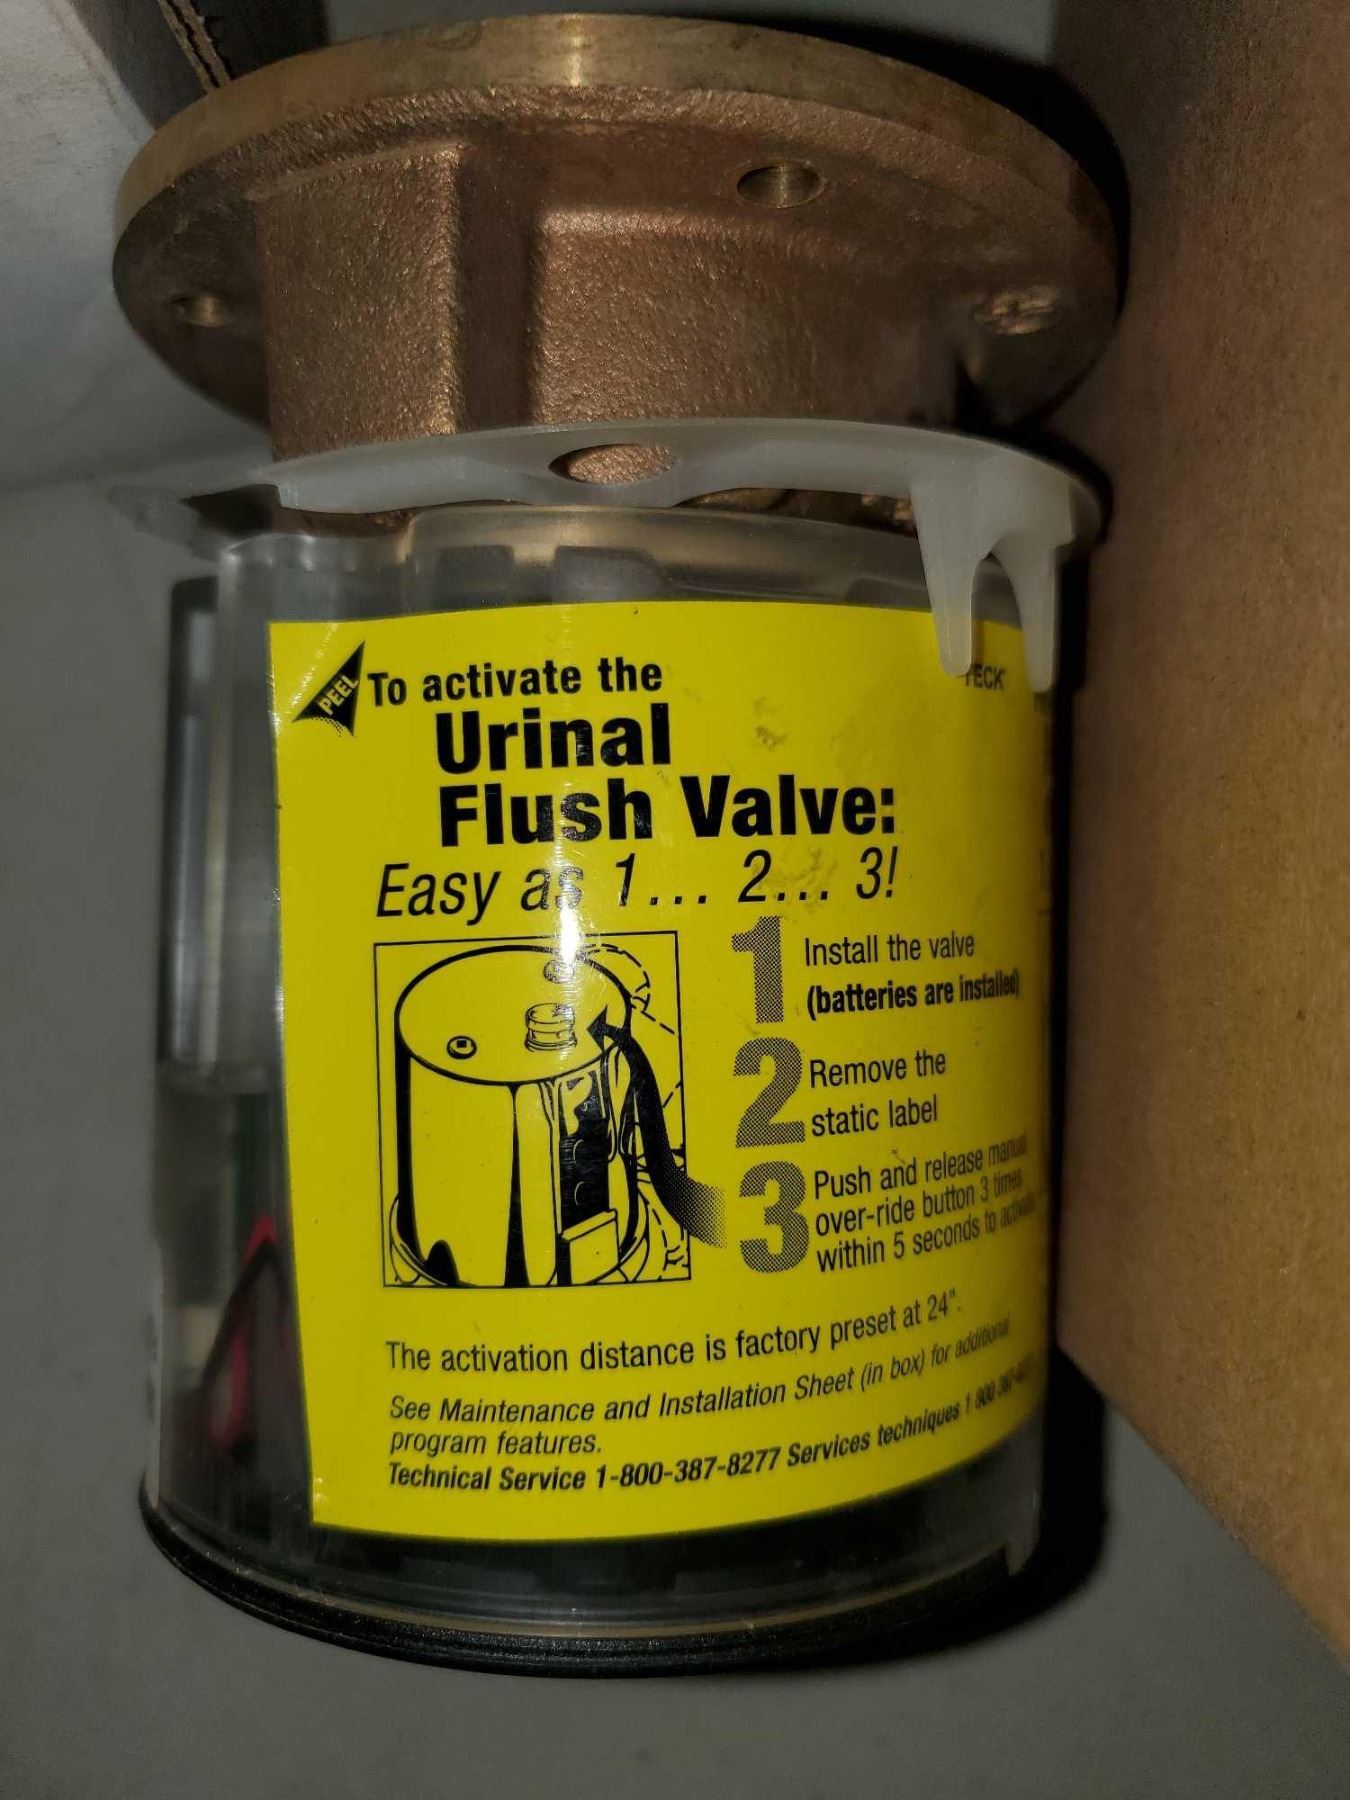 PEEL
To activate the
Urinal
Flush Valve:
Easy as 1... 2... 3!
1 Install the valve
(batteries are installed)
2 Remove the
static label
3 Push and release manual
over-ride button 3 times
within 5 seconds to activate
The activation distance is factory preset at 24".
See Maintenance and Installation Sheet (in box) for additional
program features.
Technical Service 1-800-387-8277 Services techniques 1 800